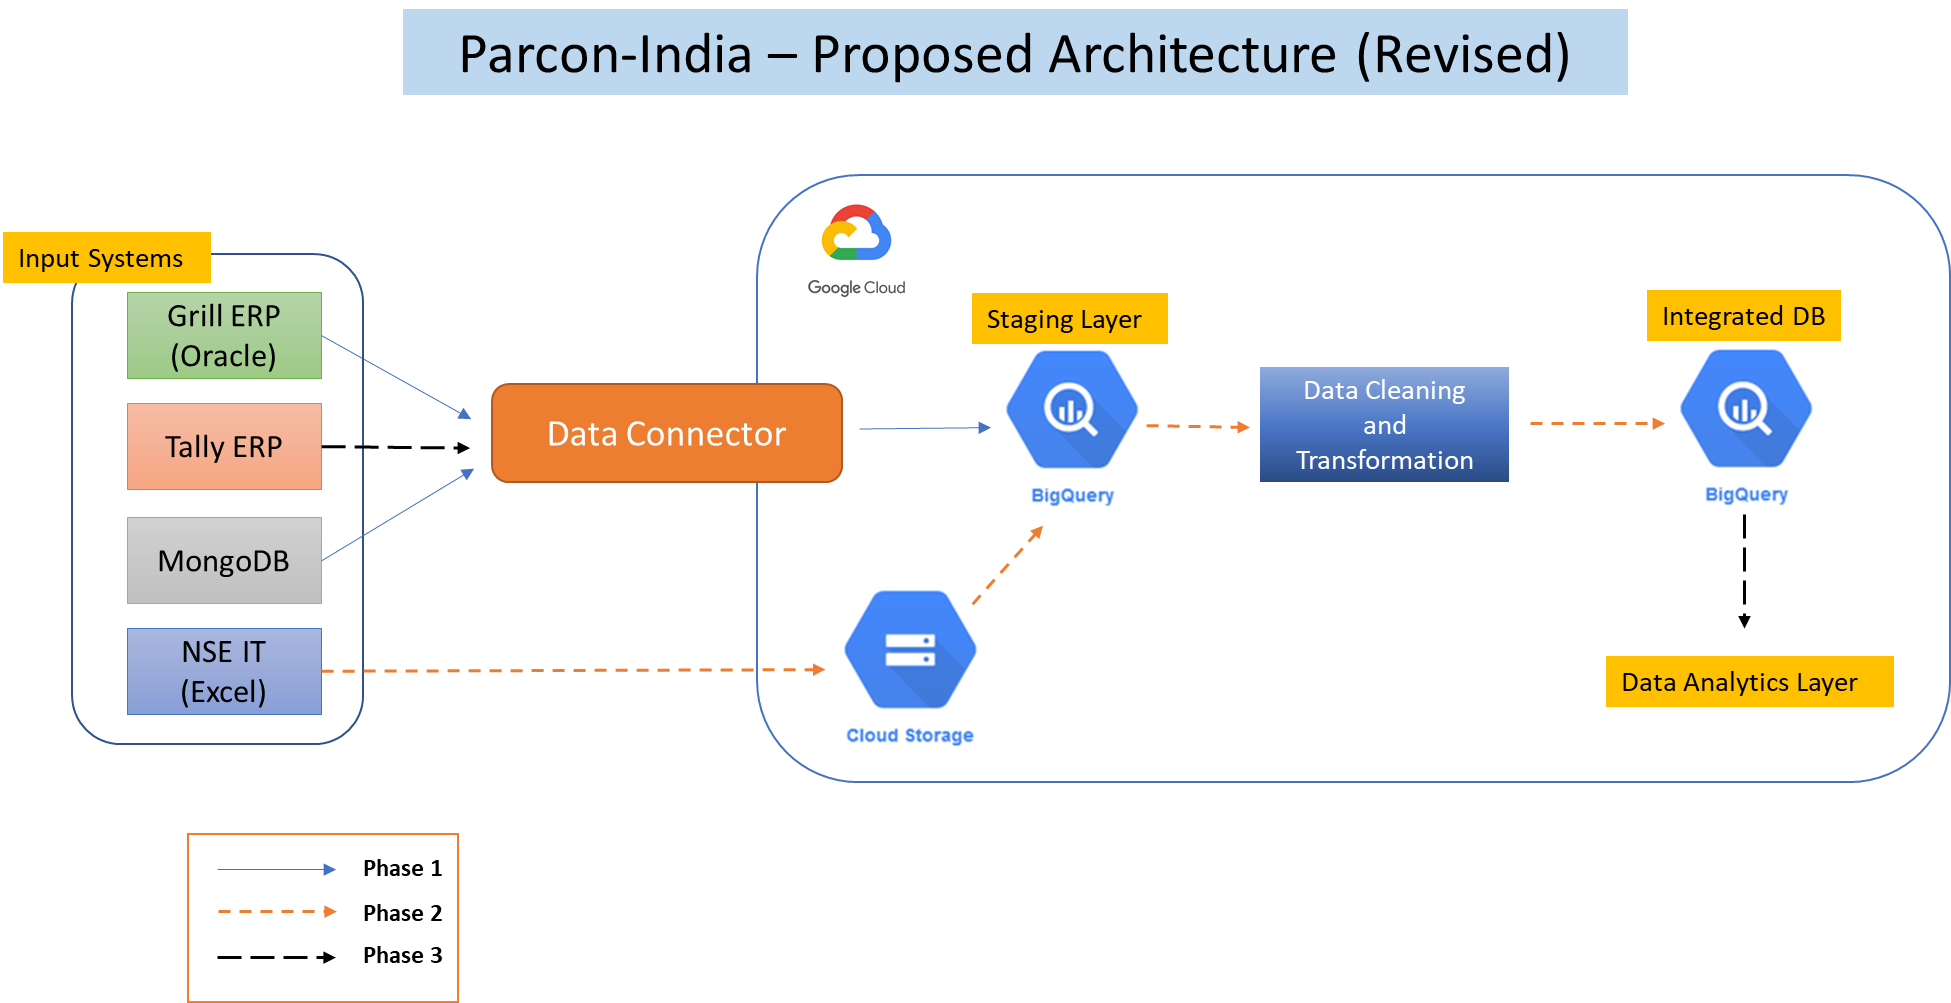 Parcon-India – Proposed Architecture (Revised)
Input Systems
Grill ERP
(Oracle)
Tally ERP
MongoDB
NSE IT
(Excel)
Data Connector
Google Cloud
Staging Layer
BigQuery
Cloud Storage
Data Cleaning
and
Transformation
Integrated DB
BigQuery
Data Analytics Layer
Phase 1
Phase 2
Phase 3